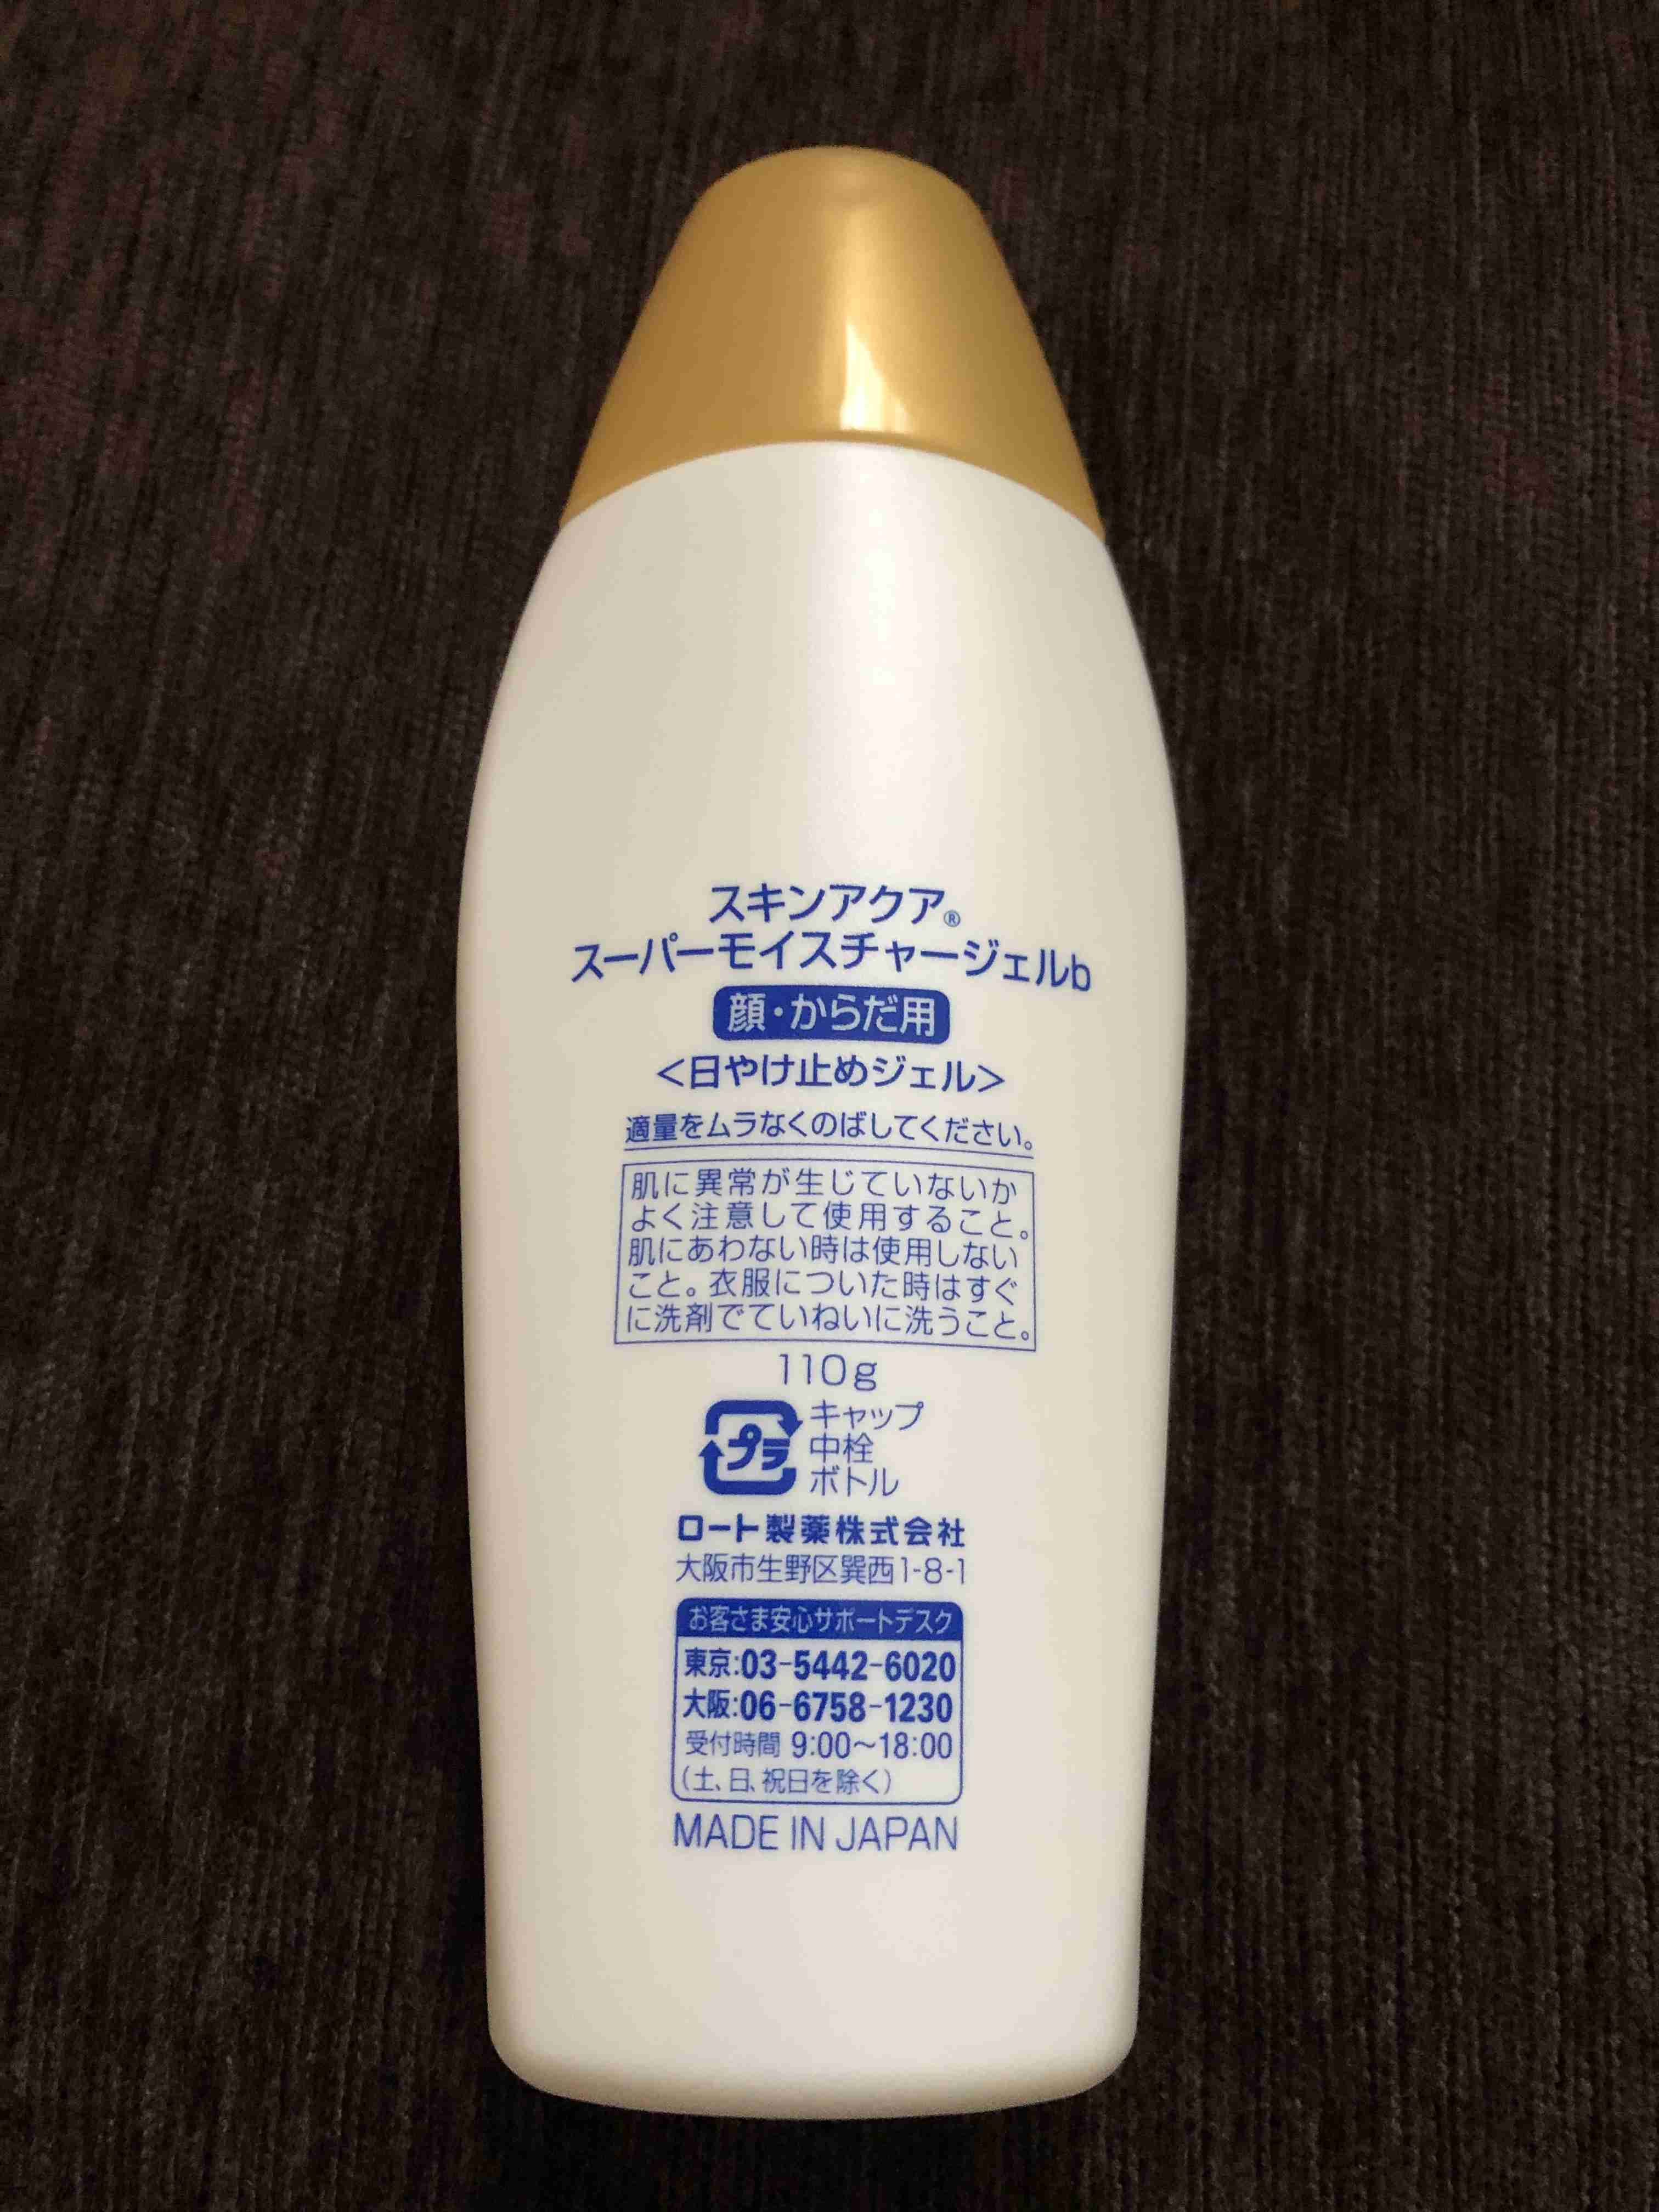 スキンアクア®
スーパーモイスチャージェルb
顔・からだ用
<日やけ止めジェル>
適量をムラなくのばしてください。
肌に異常が生じていないか
よく注意して使用すること。
肌にあわない時は使用しない
こと。衣服についた時はすぐ
に洗剤でていねいに洗うこと。
110g
プラ
キャップ
中栓
ボトル
ロート製薬株式会社
大阪市生野区巽西1-8-1
お客さま安心サポートデスク
東京:03-5442-6020
大阪:06-6758-1230
受付時間 9:00〜18:00
(土、日、祝日を除く)
MADE IN JAPAN